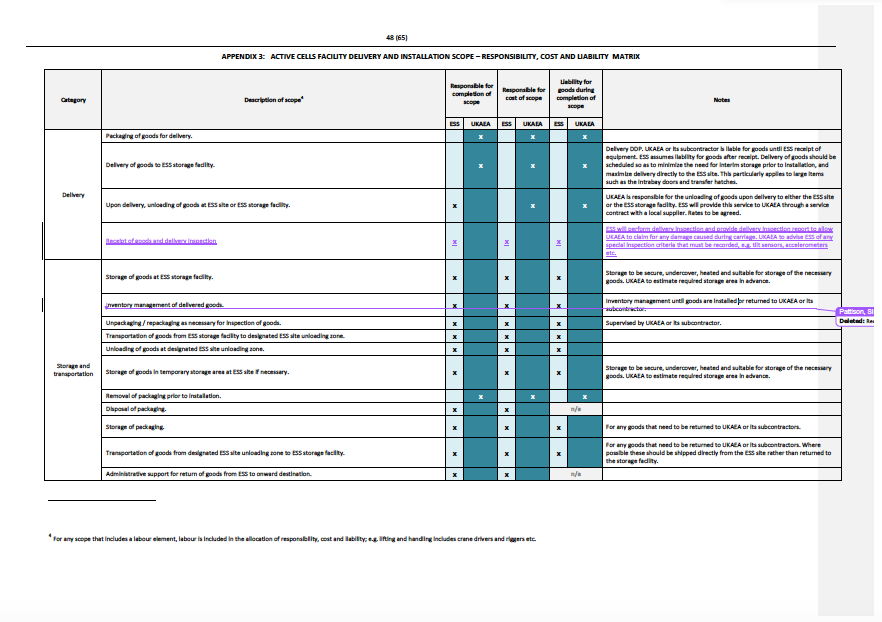 48 (65)
APPENDIX 3: ACTIVE CELLS FACILITY DELIVERY AND INSTALLATION SCOPE – RESPONSIBILITY, COST AND LIABILITY MATRIX
Category
Description of scope4
Responsible for
completion of
scope
Responsible for
cost of scope
Liability for
goods during
completion of
scope
Notes
ESS UKAEA ESS UKAEA ESS UKAEA
Delivery
Packaging of goods for delivery. x x x
Delivery of goods to ESS storage facility. x x x
Delivery DDP. UKAEA or its subcontractor is liable for goods until ESS receipt of
equipment. ESS assumes liability for goods after receipt. Delivery of goods should be
scheduled so as to minimize the need for interim storage prior to installation, and
maximize delivery directly to the ESS site. This particularly applies to large items
such as the intrabay doors and transfer hatches.
Upon delivery, unloading of goods at ESS site or ESS storage facility. x x x
UKAEA is responsible for the unloading of goods upon delivery to either the ESS site
or the ESS storage facility. ESS will provide this service to UKAEA through a service
contract with a local supplier. Rates to be agreed.
Receipt of goods and delivery inspection x x x
ESS will perform delivery inspection and provide delivery inspection report to allow
UKAEA to claim for any damage caused during carriage. UKAEA to advise ESS of any
special inspection criteria that must be recorded, e.g. tilt sensors, accelerometers
etc.
Storage and
transportation
Storage of goods at ESS storage facility. x x x
Storage to be secure, undercover, heated and suitable for storage of the necessary
goods. UKAEA to estimate required storage area in advance.
Inventory management of delivered goods. x x x
Inventory management until goods are installed or returned to UKAEA or its
subcontractor.
Pattison, Si
Deleted: Re
Unpackaging / repackaging as necessary for inspection of goods. x x x Supervised by UKAEA or its subcontractor.
Transportation of goods from ESS storage facility to designated ESS site unloading zone. x x x
Unloading of goods at designated ESS site unloading zone. x x x
Storage of goods in temporary storage area at ESS site if necessary. x x x
Storage to be secure, undercover, heated and suitable for storage of the necessary
goods. UKAEA to estimate required storage area in advance.
Removal of packaging prior to installation. x x x
Disposal of packaging. x x n/a
Storage of packaging. x x x For any goods that need to be returned to UKAEA or its subcontractors.
Transportation of goods from designated ESS site unloading zone to ESS storage facility. x x x
For any goods that need to be returned to UKAEA or its subcontractors. Where
possible these should be shipped directly from the ESS site rather than returned to
the storage facility.
Administrative support for return of goods from ESS to onward destination. x x n/a
4 For any scope that includes a labour element, labour is included in the allocation of responsibility, cost and liability; e.g. lifting and handling includes crane drivers and riggers etc.